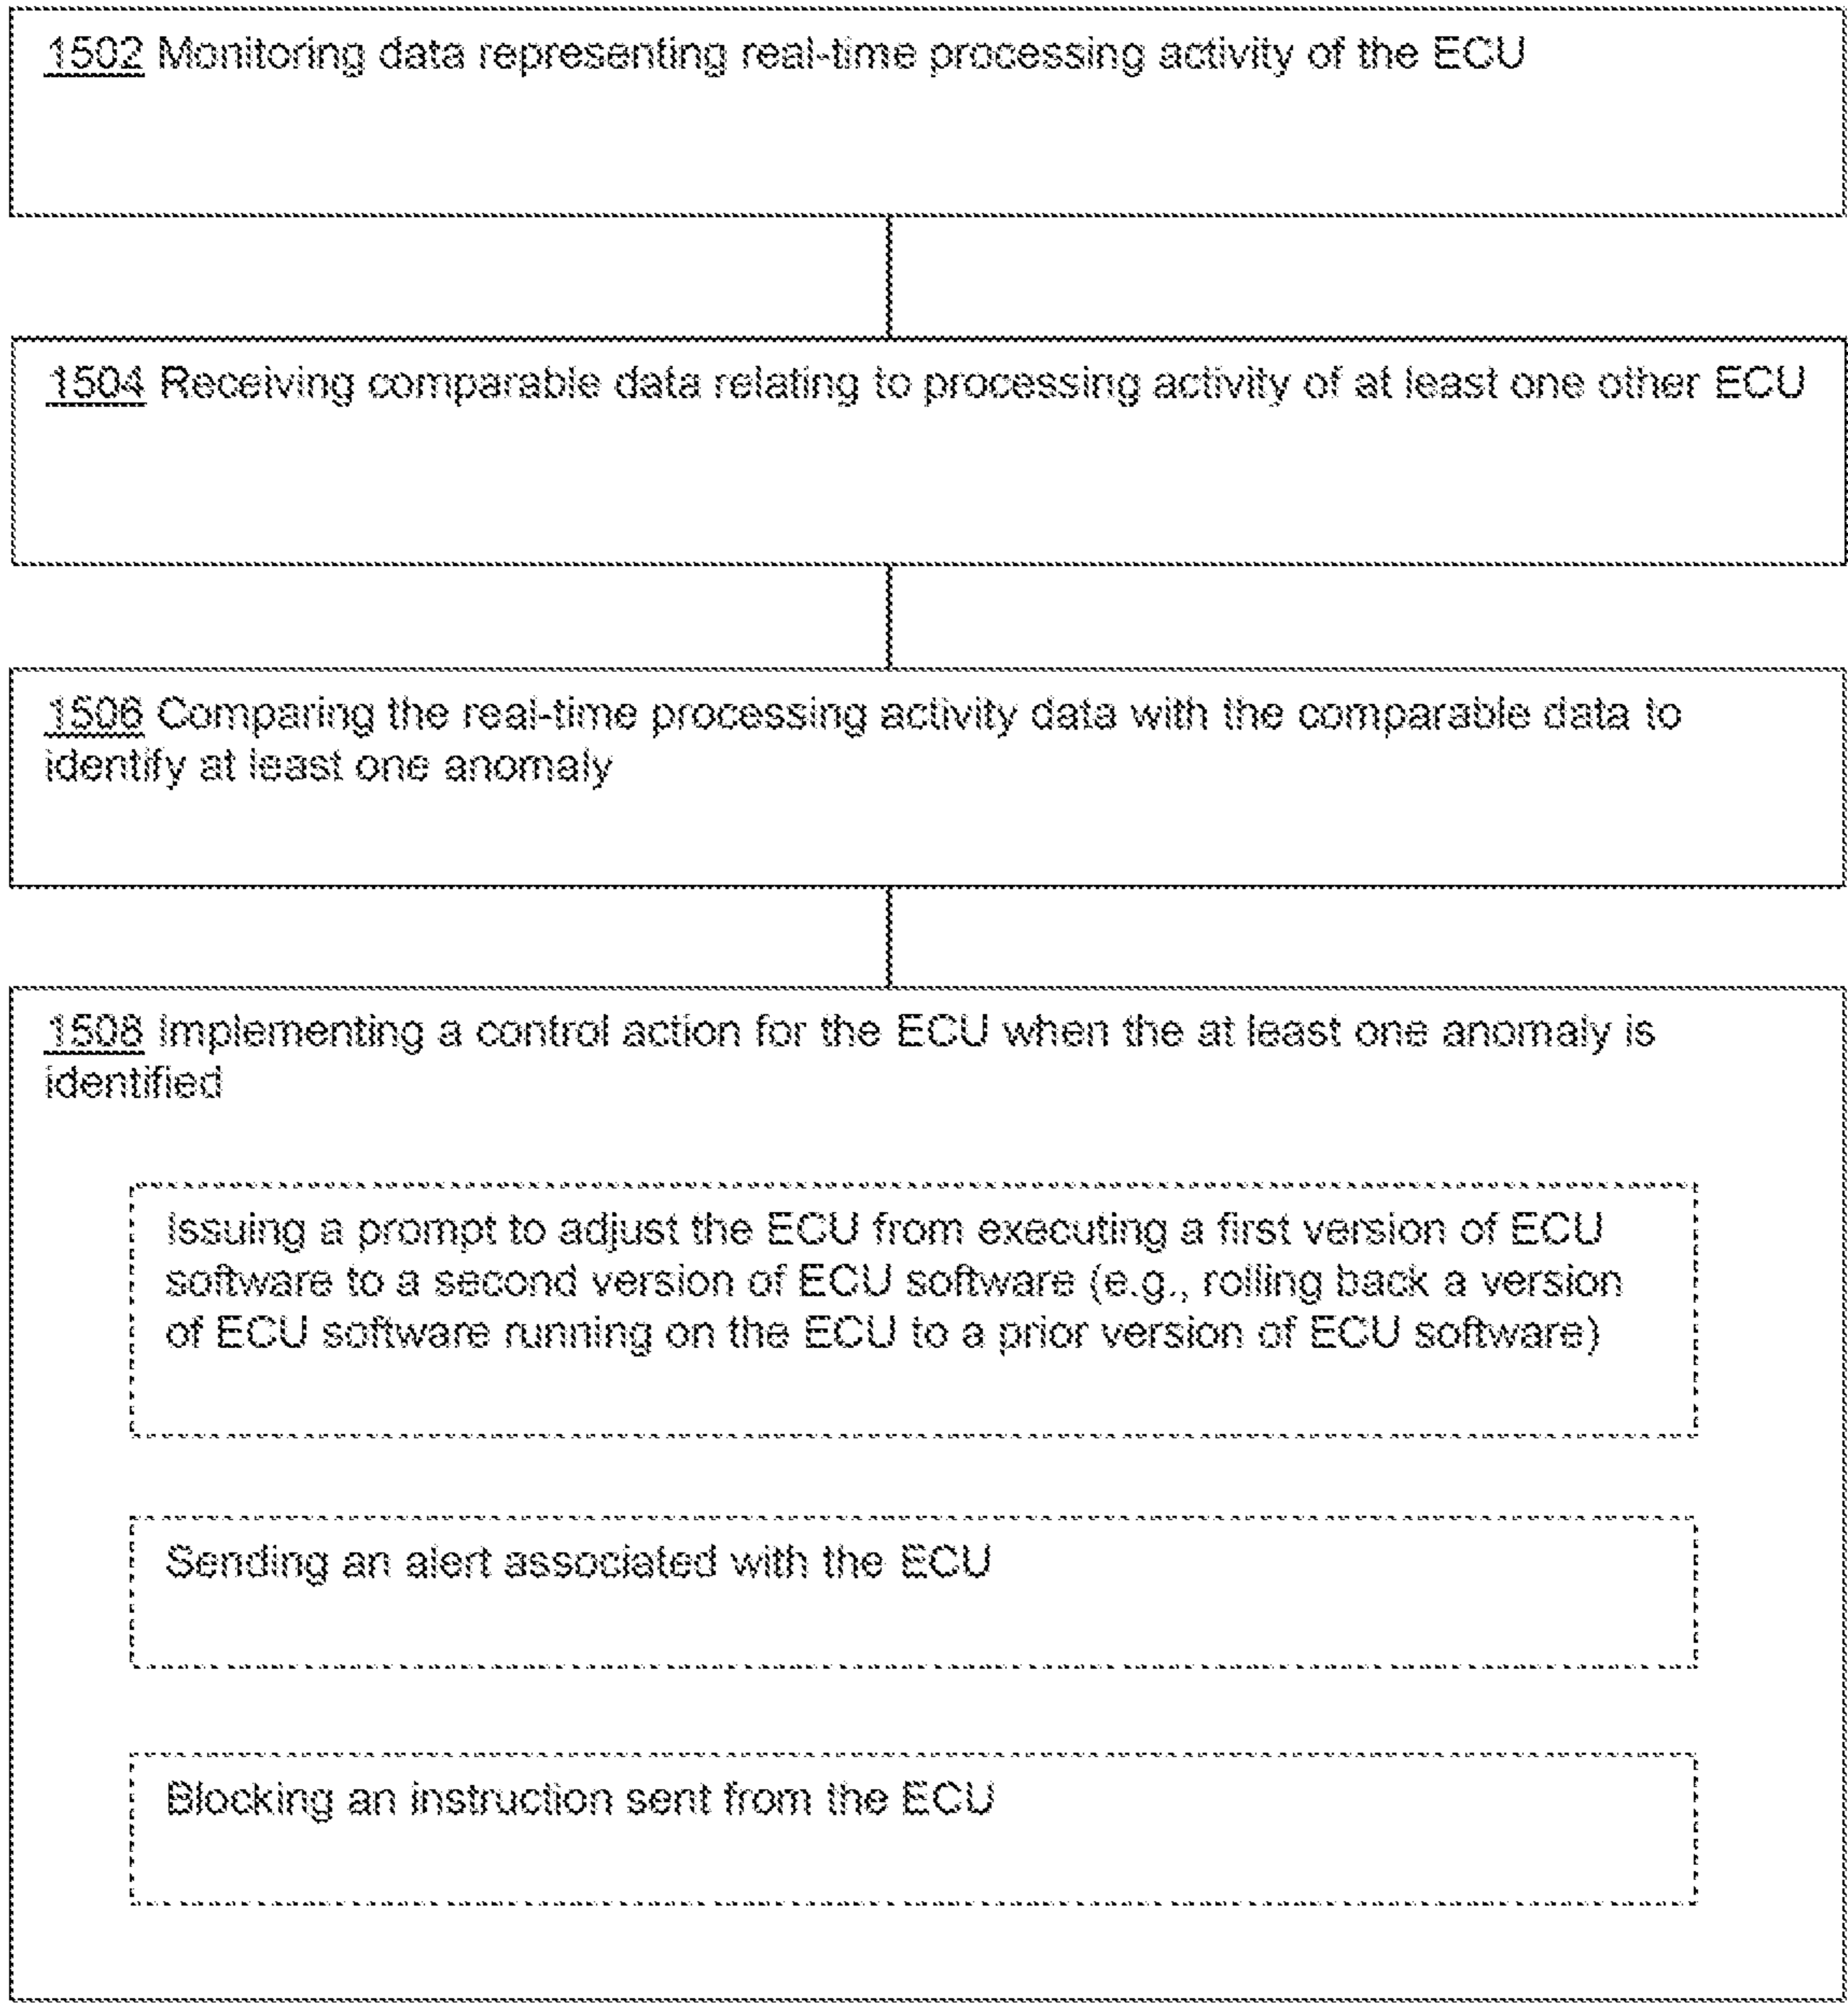 1502 Monitoring data representing real-time processing activity of the ECU
1504 Receiving comparable data relating to processing activity of at least one other ECU
1506 Comparing the real-time processing activity data with the comparable data to
identify at least one anomaly
1508 Implementing a control action for the ECU when the at least one anomaly is
identified
Issuing a prompt to adjust the ECU from executing a first version of ECU
software to a second version of ECU software (e.g., rolling back a version
of ECU software running on the ECU to a prior version of ECU software)
Sending an alert associated with the ECU
Blocking an instruction sent from the ECU